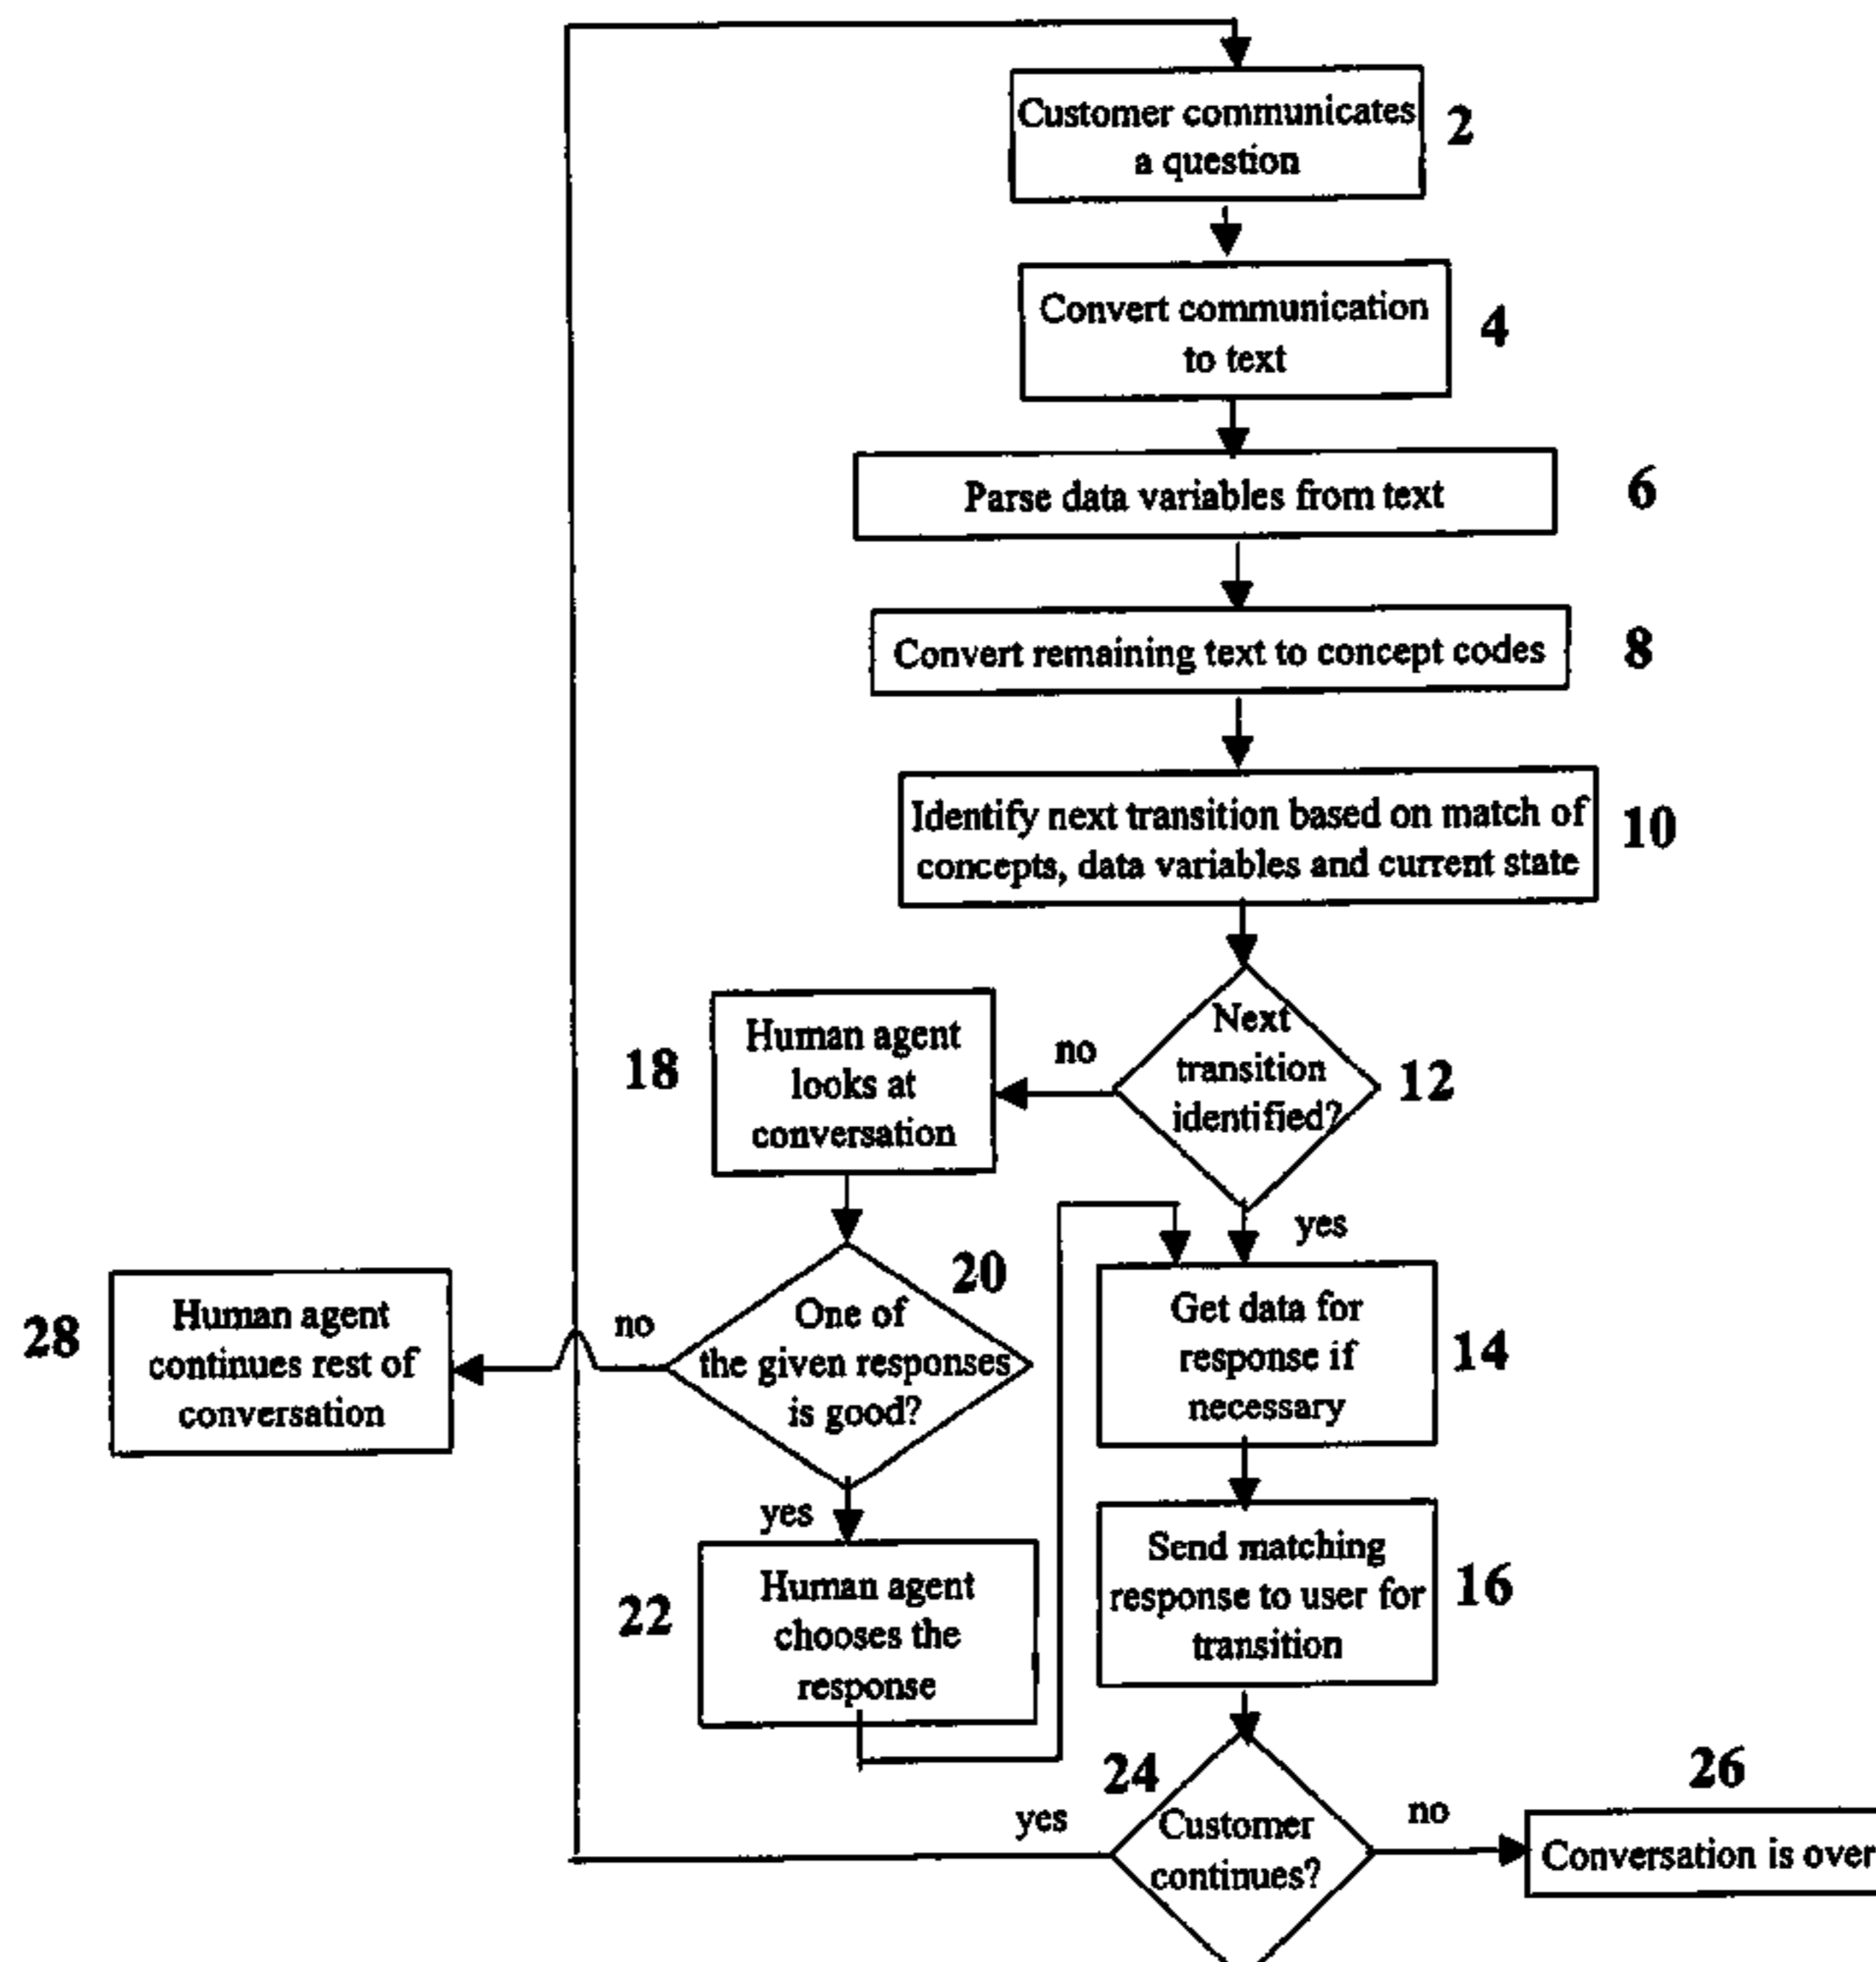 Customer communicates
a question
2
Convert communication
to text
4
Parse data variables from text
6
Convert remaining text to concept codes
8
Identify next transition based on match of
concepts, data variables and current state
10
Next
transition
identified?
12
no
18
Human agent
looks at
conversation
yes
20
One of
the given responses
is good?
no
28
Human agent
continues rest of
conversation
Get data for
response if
necessary
14
yes
22
Human agent
chooses the
response
Send matching
response to user for
transition
16
24
Customer
continues?
yes
no
26
Conversation is over